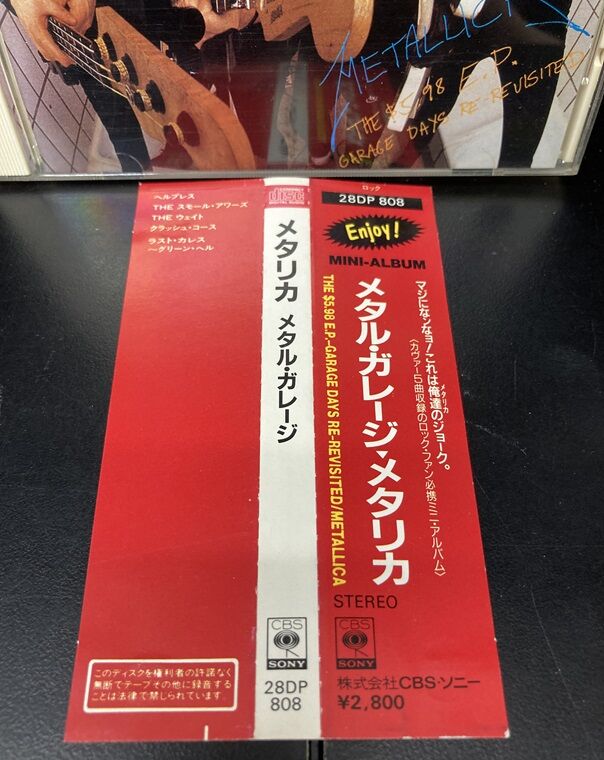 METALLICA
THE $5.98 E.P.
GARAGE DAYS RE-REVISITED
ヘルプレス
THE スモール・アワーズ
THE ウェイト
クラッシュ・コース
ラスト・カレス
〜グリーン・ヘル
このディスクを権利者の許諾なく
無断でテープその他に録音する
ことは法律で禁じられています。
COMPACT
disc
DIGITAL AUDIO
メタリカ メタル・ガレージ
CBS
SONY
28DP
808
ロック
28DP 808
Enjoy!
MINI-ALBUM
マジになンなョ!これは俺達のジョーク。
メタリカ
〈カヴァー5曲収録のロック・ファン必携ミニ・アルバム〉
メタル・ガレージ・メタリカ
THE $5.98 E.P.-GARAGE DAYS RE-REVISITED/METALLICA
STEREO
CBS
SONY
株式会社CBS・ソニー
¥2,800